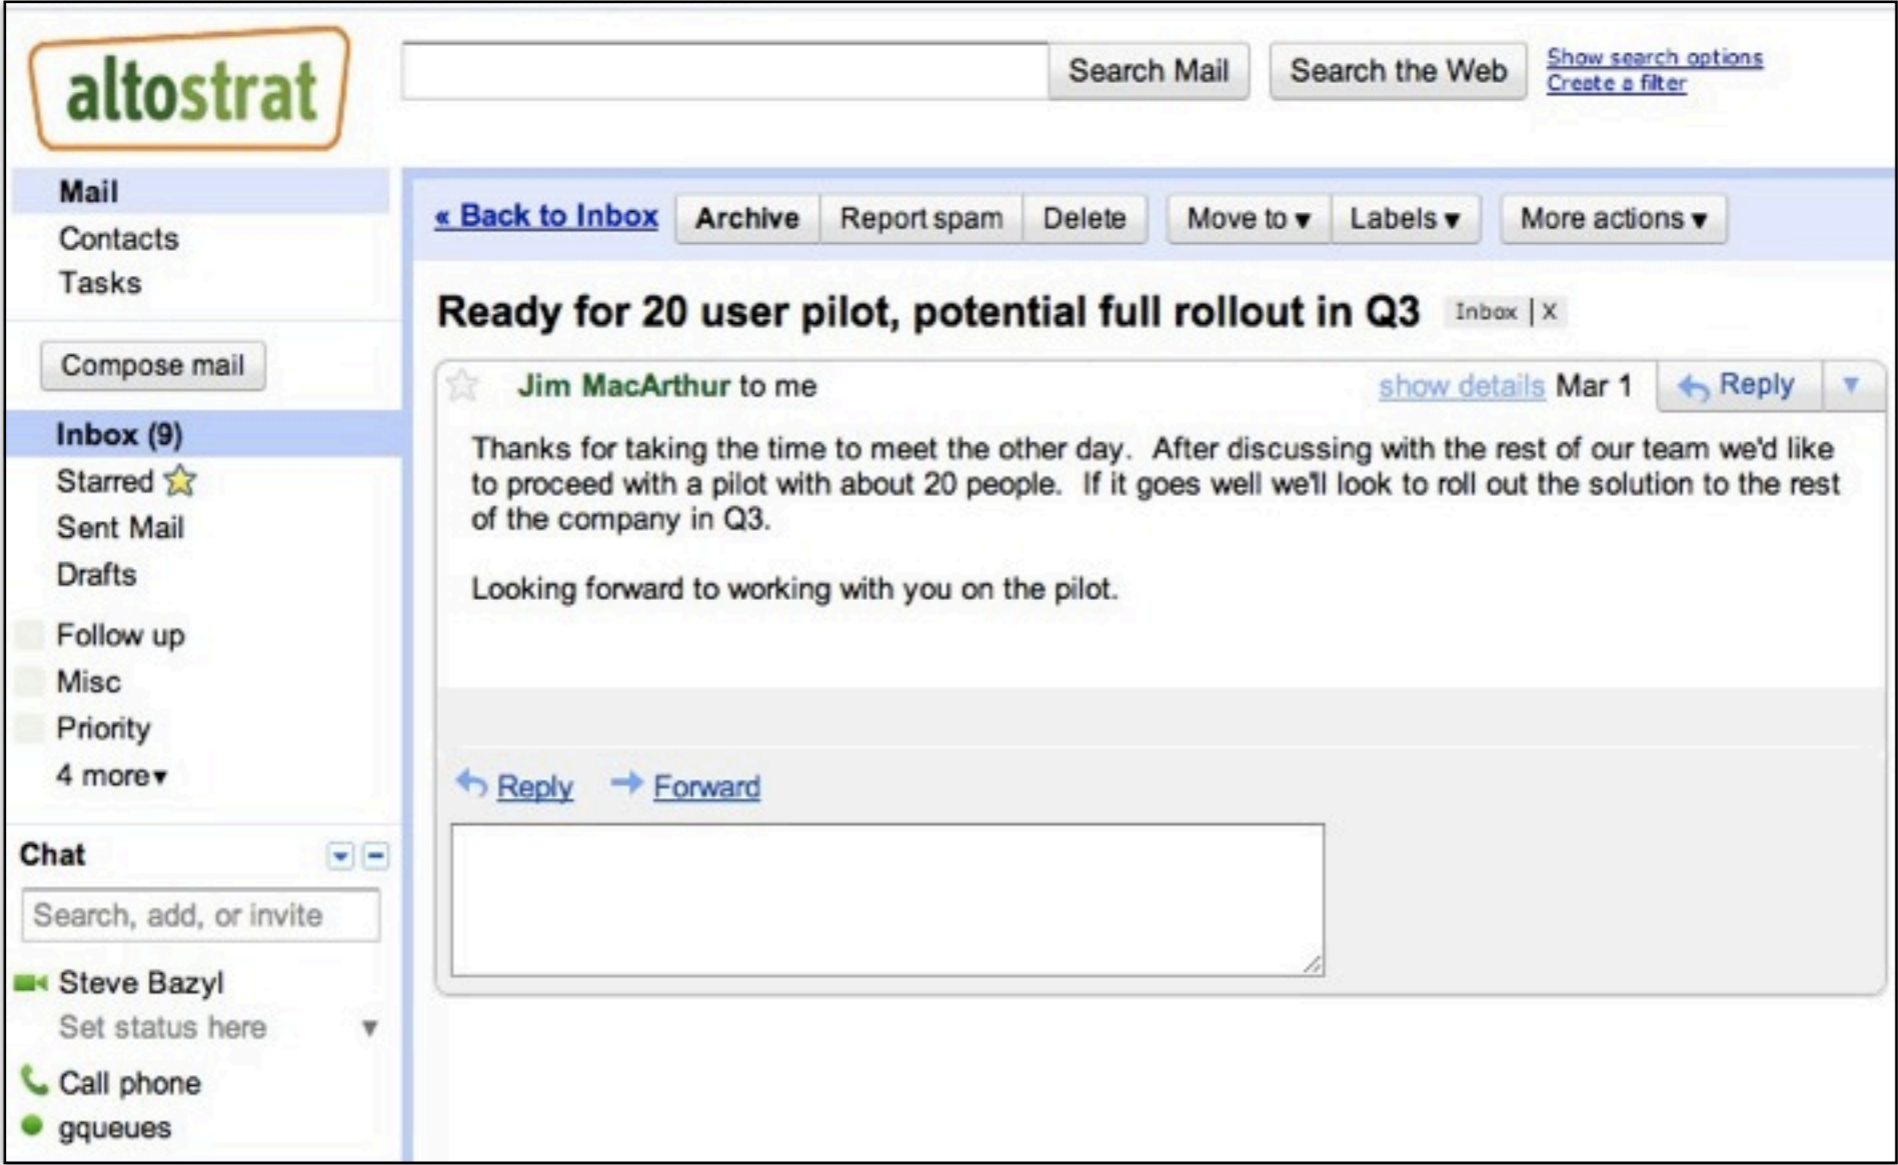 altostrat
Search Mail
Search the Web
Show search options
Create a filter
Mail
Contacts
Tasks
Compose mail
Inbox (9)
Starred
Sent Mail
Drafts
Follow up
Misc
Priority
4 more▾
Chat
Search, add, or invite
Steve Bazyl
Set status here
Call phone
gqueues
« Back to Inbox
Archive
Report spam
Delete
Move to ▾
Labels ▾
More actions ▾
Ready for 20 user pilot, potential full rollout in Q3 Inbox | X
Jim MacArthur to me
show details Mar 1
Reply
Thanks for taking the time to meet the other day.  After discussing with the rest of our team we'd like
to proceed with a pilot with about 20 people.  If it goes well we'll look to roll out the solution to the rest
of the company in Q3.
Looking forward to working with you on the pilot.
Reply
Forward